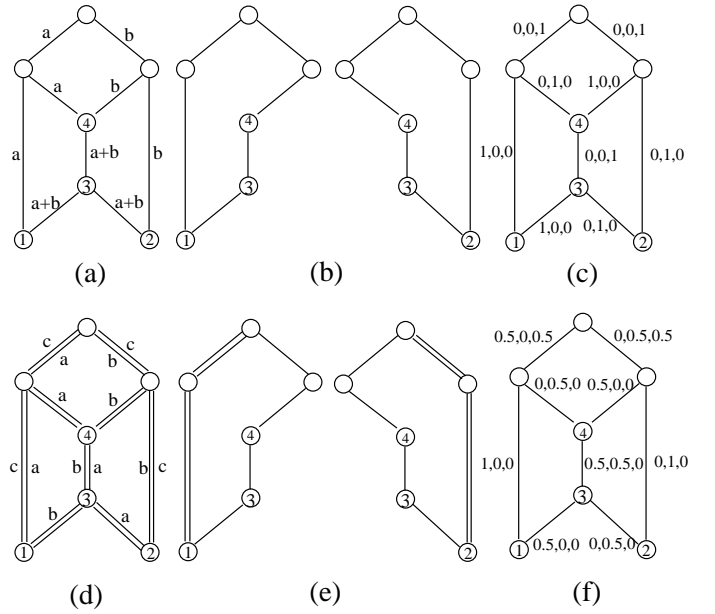 a b
a b
4
a a+b b
3
a+b a+b
1 2
(a)
4
3
1
4
3
2
(b)
0,0,1 0,0,1
0,1,0 1,0,0
4
1,0,0 0,0,1 0,1,0
3
1 1,0,0 0,1,0 2
(c)
c a c b
a b
4
c a b a b c
3
b a
1 2
(d)
4
3
1
4
3
2
(e)
0.5,0,0.5 0,0.5,0.5
0,0.5,0 0.5,0,0
4
1,0,0 0.5,0.5,0 0,1,0
3
1 0.5,0,0 0,0.5,0 2
(f)